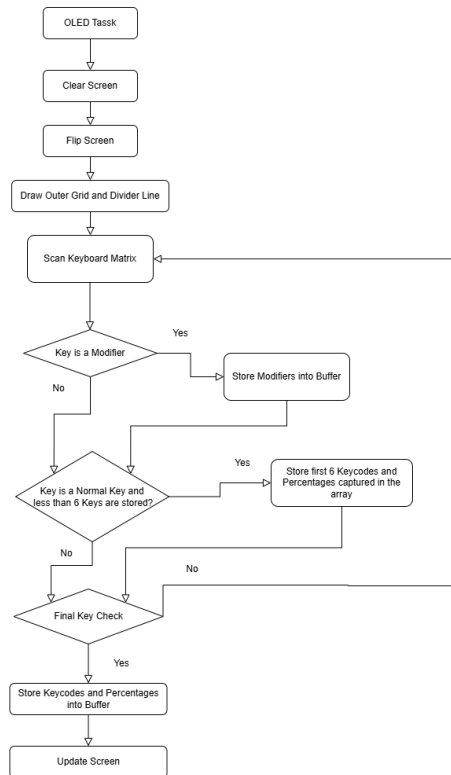 OLED Tassk
Clear Screen
Flip Screen
Draw Outer Grid and Divider Line
Scan Keyboard Matrix
Yes
Key is a Modifier
No
Store Modifiers into Buffer
Yes
Key is a Normal Key and
less than 6 Keys are stored?
Store first 6 Keycodes and
Percentages captured in the
array
No
No
Final Key Check
Yes
Store Keycodes and Percentages
into Buffer
Update Screen